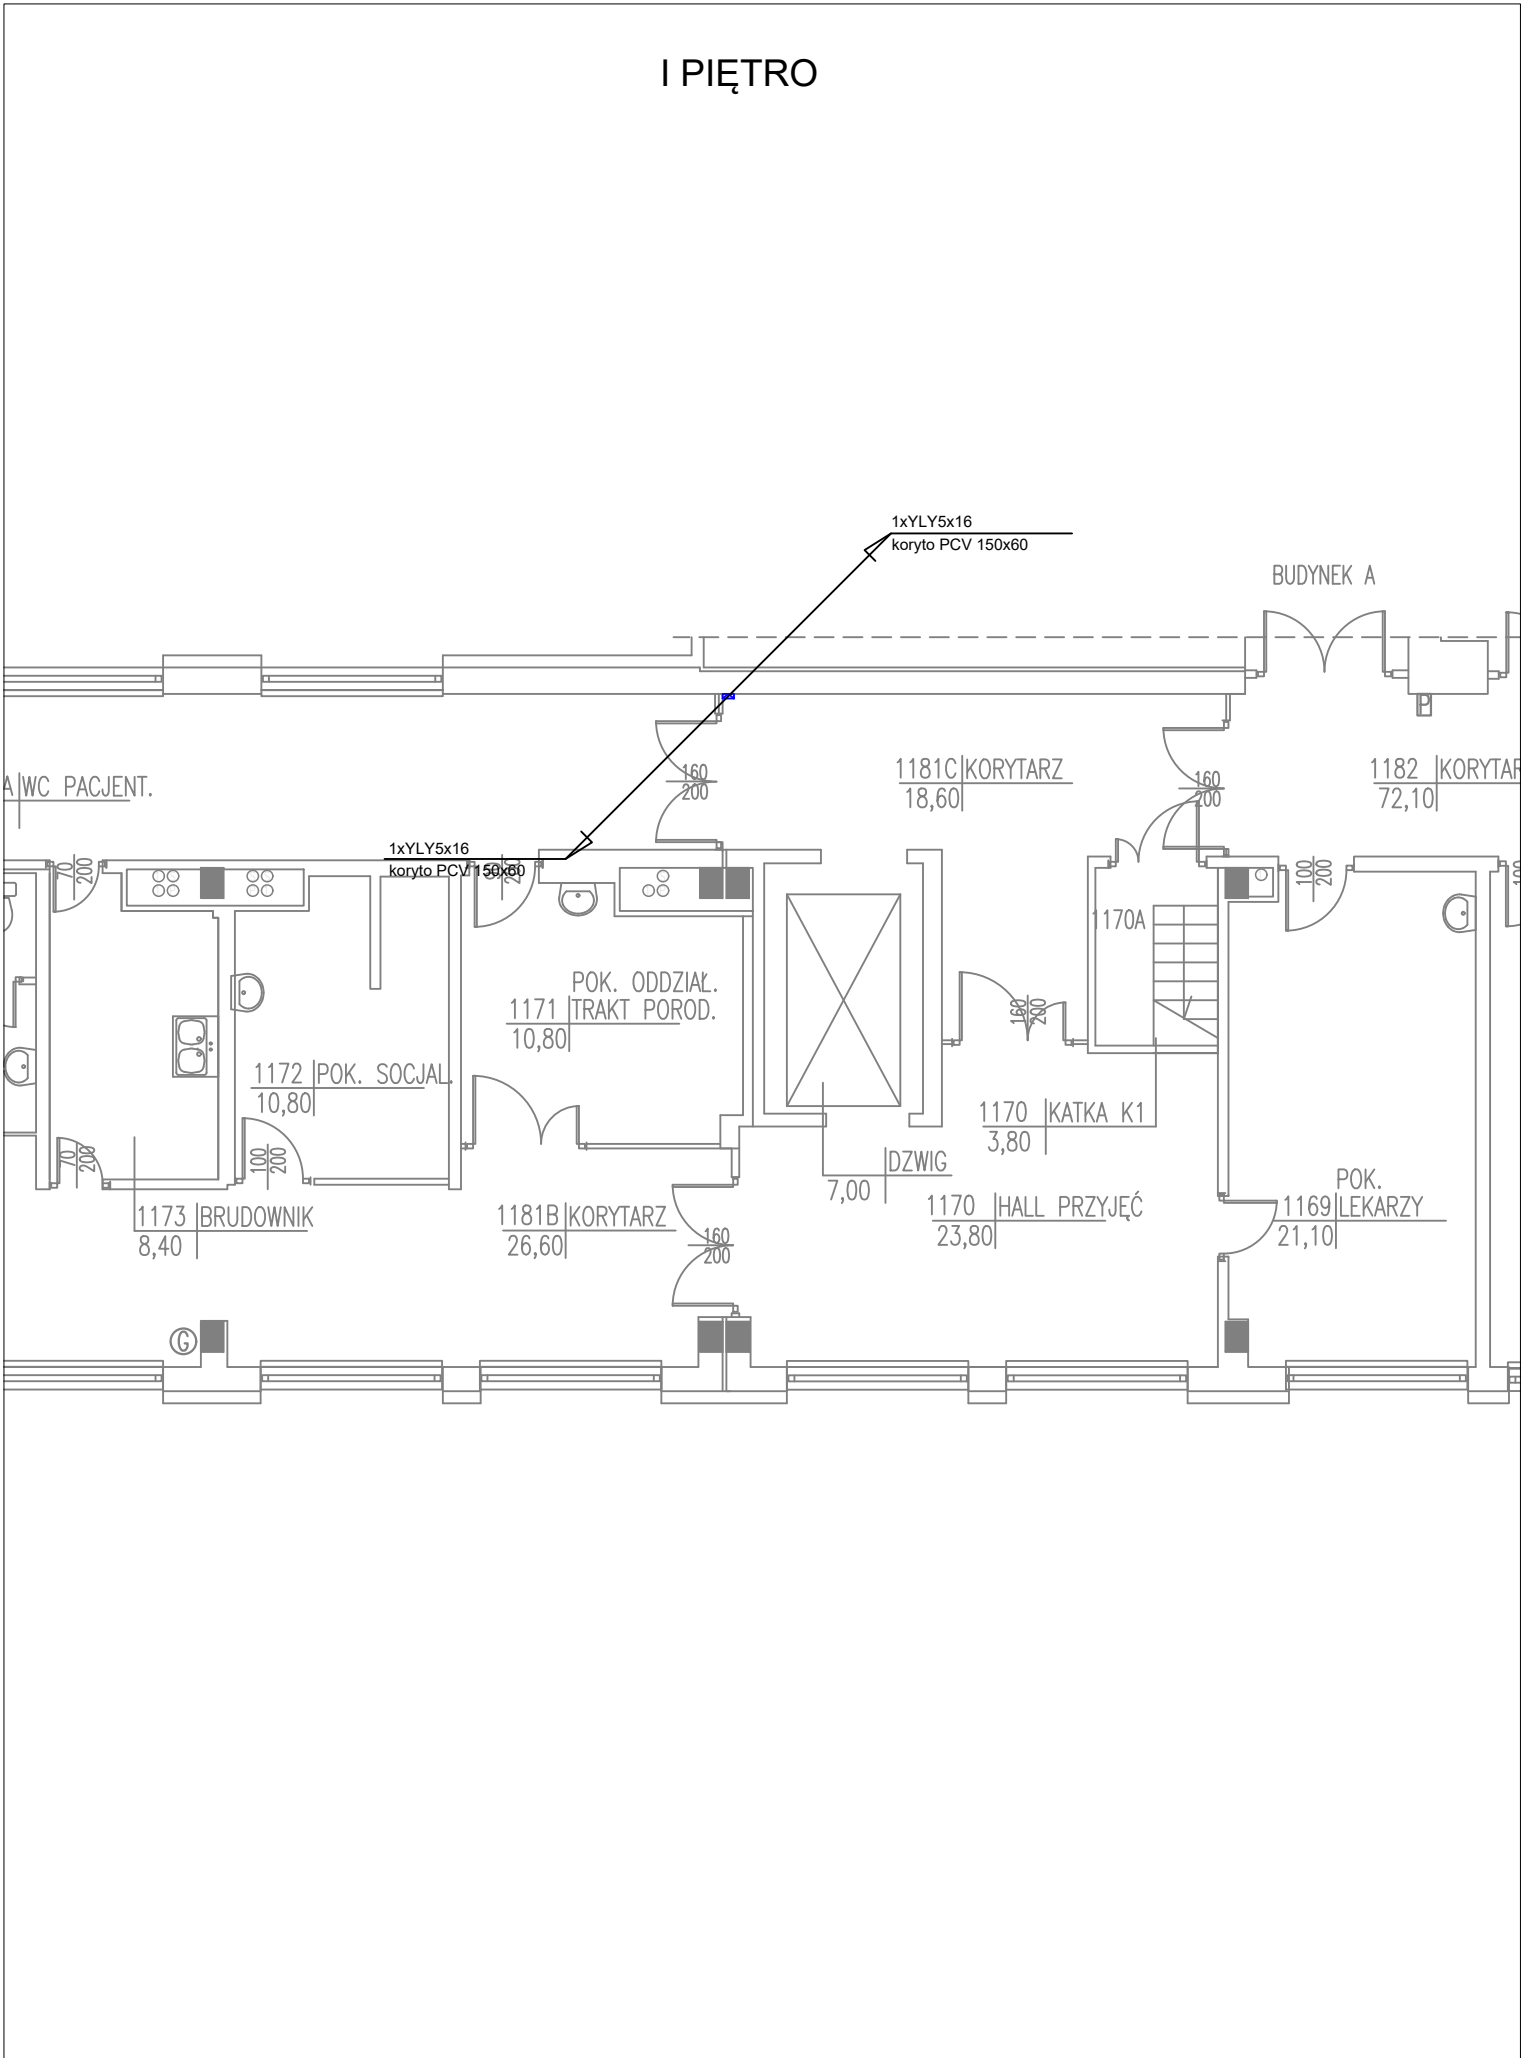 I PIĘTRO
1xYLY5x16
koryto PCV 150x60
BUDYNEK A
A WC PACJENT.
160
200
1181C KORYTARZ
18,60
160
200
1182 KORYTAR
72,10
1xYLY5x16
koryto PCV 150x60
70
200
200
100
200
100
1170A
POK. ODDZIAŁ.
1171 TRAKT POROD.
10,80
160
200
1172 POK. SOCJAL.
10,80
1170 KATKA K1
3,80
70
200
100
200
DZWIG
7,00
POK.
1169 LEKARZY
21,10
1173 BRUDOWNIK
8,40
1181B KORYTARZ
26,60
160
200
1170 HALL PRZYJĘĆ
23,80
G